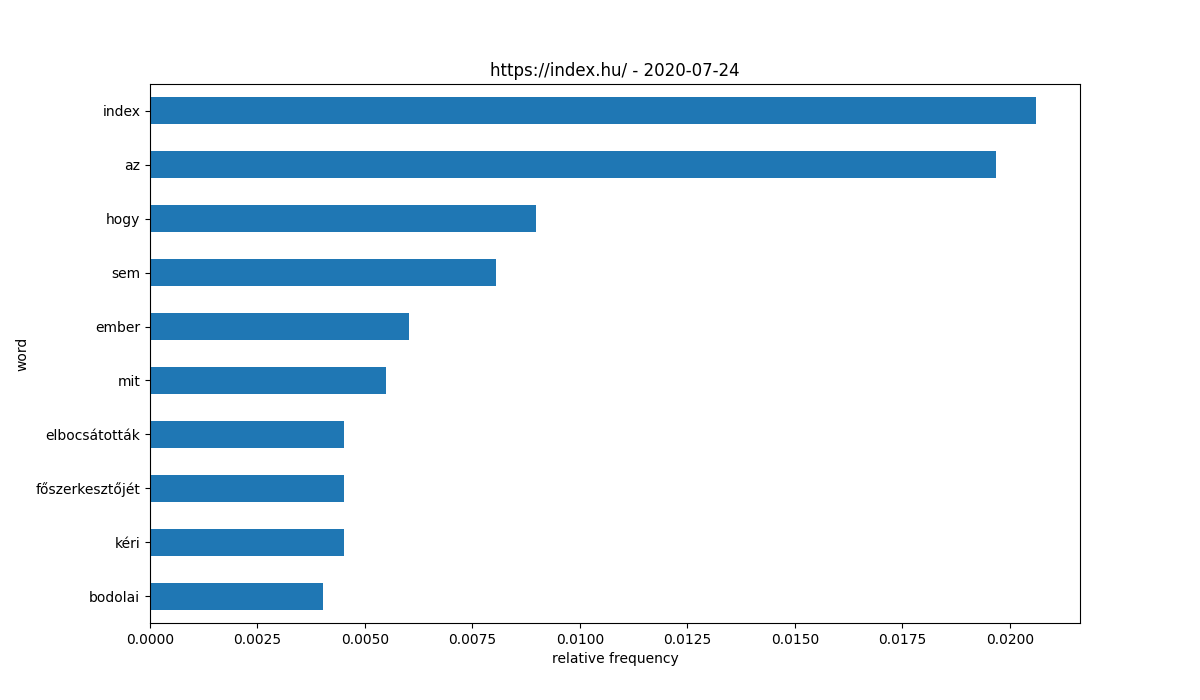 https://index.hu/ - 2020-07-24
index
az
hogy
sem
ember
mit
elbocsátották
főszerkesztőjét
kéri
bodolai
word
0.0000 0.0025 0.0050 0.0075 0.0100 0.0125 0.0150 0.0175 0.0200
relative frequency